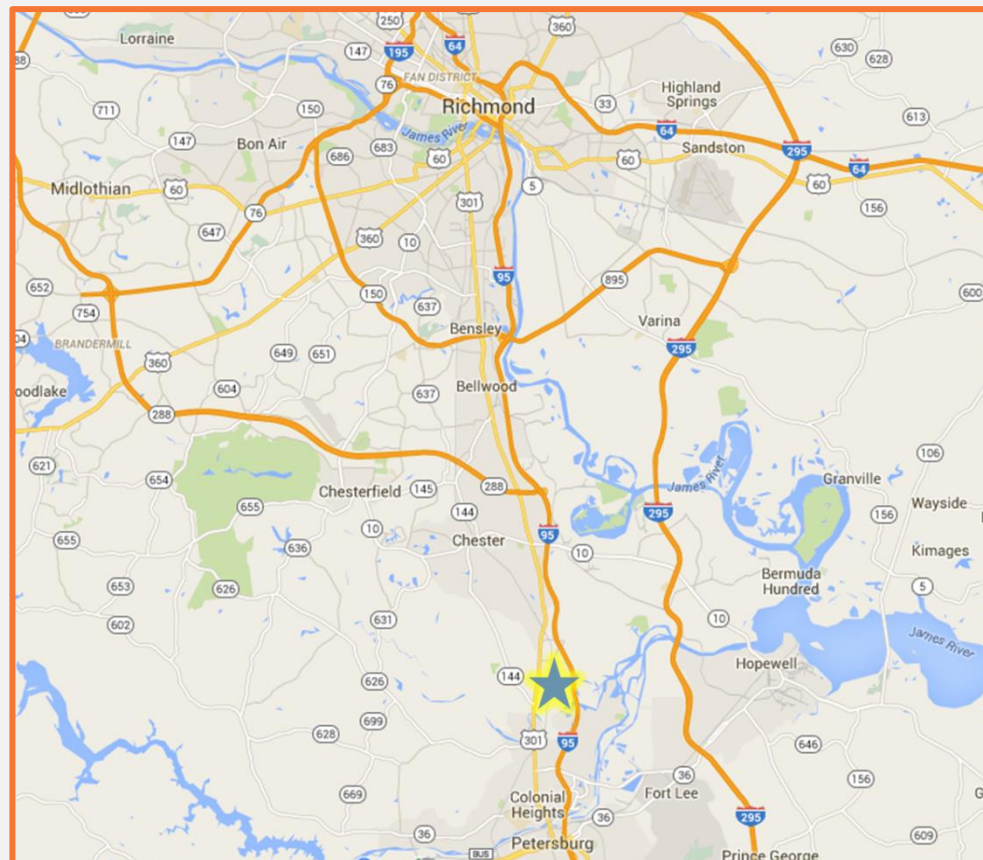 250
360
Lorraine
147
195
64
630
88
628
FAN DISTRICT
76
Highland
Springs
711
150
Richmond
33
613
147
James River
64
Bon Air
683
Sandston
295
686
60
60
64
Midlothian
60
5
60
301
156
76
647
360
10
95
895
652
150
600
637
754
Varina
Bensley
BRANDERMILL
295
649
651
360
Bellwood
604
637
oodlake
288
106
621
James River
654
Granville
288
Chesterfield
145
Wayside
655
144
295
156
10
95
655
Chester
636
10
Kimages
Bermuda
Hundred
653
626
5
10
631
602
James River
Hopewell
144
626
699
628
301
95
646
36
156
669
Colonial
Heights
Fort Lee
36
295
36
609
Petersburg
BUS
Prince George